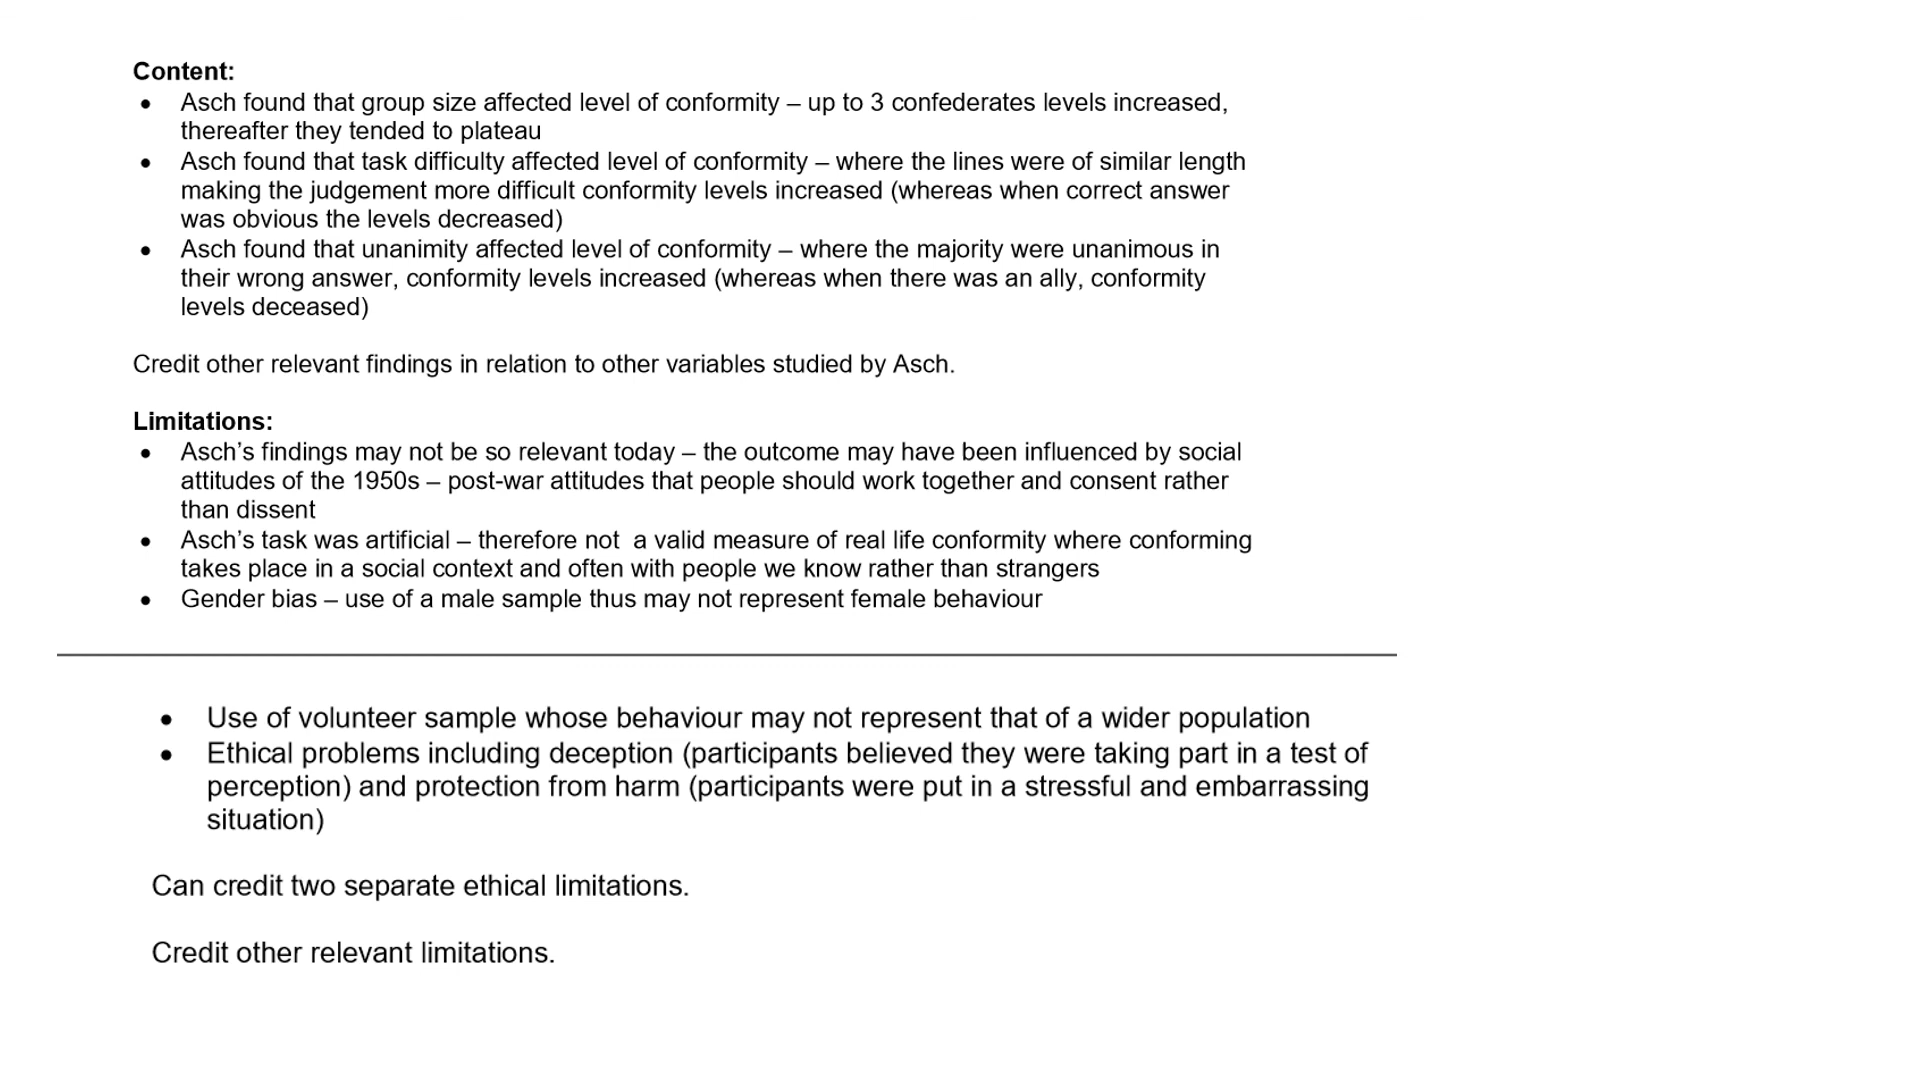 Content:
• Asch found that group size affected level of conformity – up to 3 confederates levels increased,
thereafter they tended to plateau
• Asch found that task difficulty affected level of conformity – where the lines were of similar length
making the judgement more difficult conformity levels increased (whereas when correct answer
was obvious the levels decreased)
• Asch found that unanimity affected level of conformity – where the majority were unanimous in
their wrong answer, conformity levels increased (whereas when there was an ally, conformity
levels deceased)
Credit other relevant findings in relation to other variables studied by Asch.
Limitations:
• Asch’s findings may not be so relevant today – the outcome may have been influenced by social
attitudes of the 1950s – post-war attitudes that people should work together and consent rather
than dissent
• Asch’s task was artificial – therefore not  a valid measure of real life conformity where conforming
takes place in a social context and often with people we know rather than strangers
• Gender bias – use of a male sample thus may not represent female behaviour
• Use of volunteer sample whose behaviour may not represent that of a wider population
• Ethical problems including deception (participants believed they were taking part in a test of
perception) and protection from harm (participants were put in a stressful and embarrassing
situation)
Can credit two separate ethical limitations.
Credit other relevant limitations.